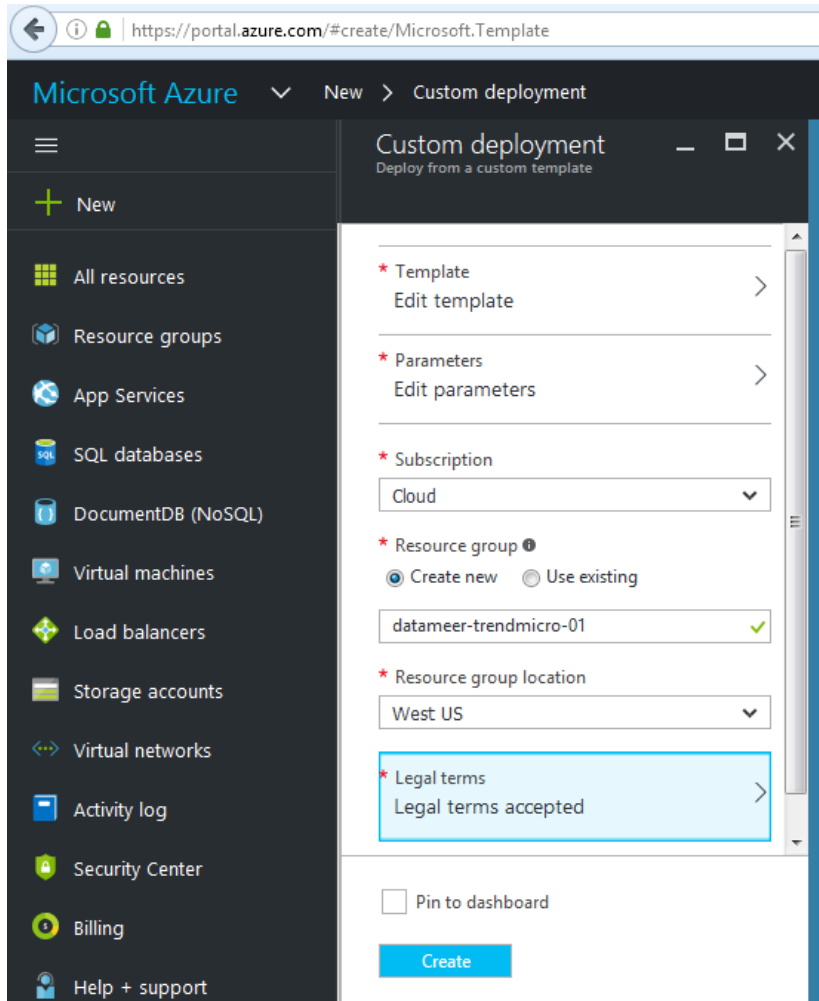 https://portal.azure.com/#create/Microsoft.Template
Microsoft Azure New > Custom deployment
Custom deployment
Deploy from a custom template
New
All resources
Resource groups
App Services
SQL databases
DocumentDB (NoSQL)
Virtual machines
Load balancers
Storage accounts
Virtual networks
Activity log
Security Center
Billing
Help + support
* Template
Edit template
* Parameters
Edit parameters
* Subscription
Cloud
* Resource group
Create new Use existing
datameer-trendmicro-01
* Resource group location
West US
* Legal terms
Legal terms accepted
Pin to dashboard
Create